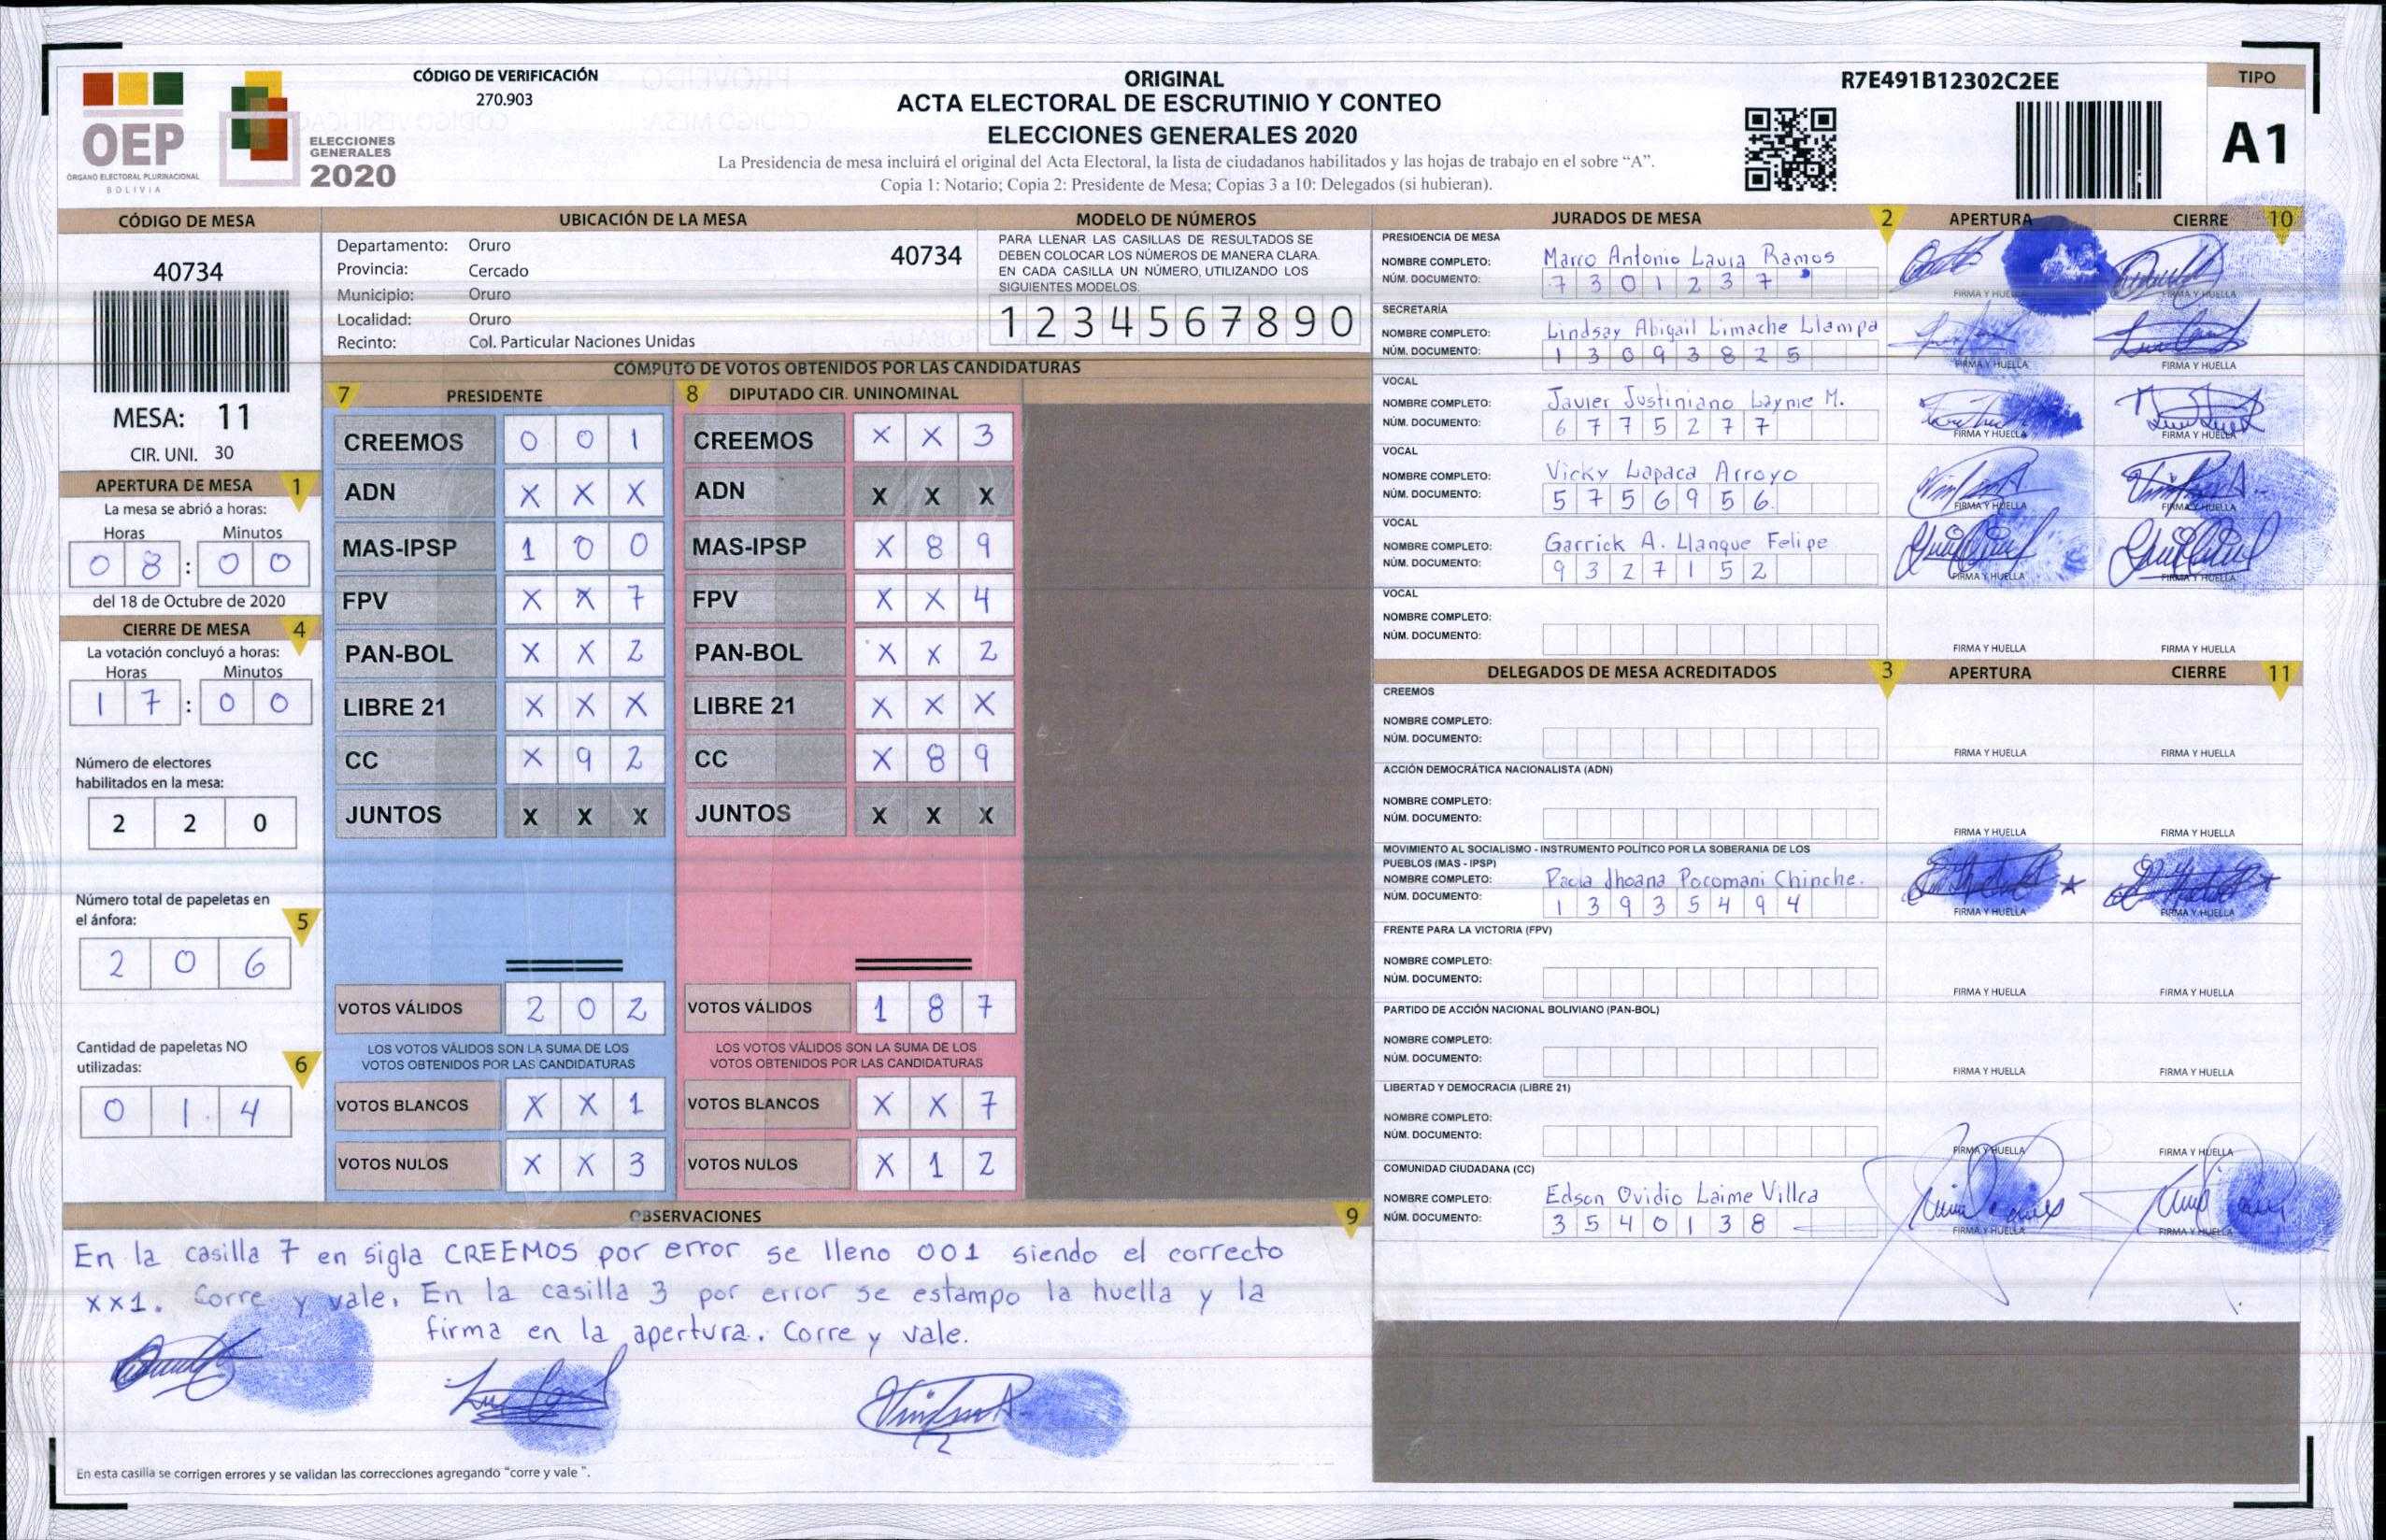 CÓDIGO DE VERIFICACIÓN
270.903
OEP
ÓRGANO ELECTORAL PLURINACIONAL
BOLIVIA
ELECCIONES
GENERALES
2020
ORIGINAL
ACTA ELECTORAL DE ESCRUTINIO Y CONTEO
ELECCIONES GENERALES 2020
La Presidencia de mesa incluirá el original del Acta Electoral, la lista de ciudadanos habilitados y las hojas de trabajo en el sobre “A”.
Copia 1: Notario; Copia 2: Presidente de Mesa; Copias 3 a 10: Delegados (si hubieran).
R7E491B12302C2EE
TIPO
A1
CÓDIGO DE MESA
40734
MESA: 11
CIR. UNI. 30
APERTURA DE MESA 1
La mesa se abrió a horas:
Horas Minutos
0 8 : 0 0
del 18 de Octubre de 2020
CIERRE DE MESA 4
La votación concluyó a horas:
Horas Minutos
1 7 : 0 0
Número de electores
habilitados en la mesa:
2 2 0
Número total de papeletas en
el ánfora: 5
2 0 6
Cantidad de papeletas NO
utilizadas: 6
0 1 4
UBICACIÓN DE LA MESA
Departamento: Oruro 40734
Provincia: Cercado
Municipio: Oruro
Localidad: Oruro
Recinto: Col. Particular Naciones Unidas
MODELO DE NÚMEROS
PARA LLENAR LAS CASILLAS DE RESULTADOS SE
DEBEN COLOCAR LOS NÚMEROS DE MANERA CLARA.
EN CADA CASILLA UN NÚMERO, UTILIZANDO LOS
SIGUIENTES MODELOS.
1 2 3 4 5 6 7 8 9 0
CÓMPUTO DE VOTOS OBTENIDOS POR LAS CANDIDATURAS
7 PRESIDENTE
CREEMOS 0 0 1
ADN X X X
MAS-IPSP 1 0 0
FPV X X 7
PAN-BOL X X 2
LIBRE 21 X X X
CC X 9 2
JUNTOS X X X
VOTOS VÁLIDOS 2 0 2
LOS VOTOS VÁLIDOS SON LA SUMA DE LOS
VOTOS OBTENIDOS POR LAS CANDIDATURAS
VOTOS BLANCOS X X 1
VOTOS NULOS X X 3
8 DIPUTADO CIR. UNINOMINAL
CREEMOS X X 3
ADN X X X
MAS-IPSP X 8 9
FPV X X 4
PAN-BOL X X 2
LIBRE 21 X X X
CC X 8 9
JUNTOS X X X
VOTOS VÁLIDOS 1 8 7
LOS VOTOS VÁLIDOS SON LA SUMA DE LOS
VOTOS OBTENIDOS POR LAS CANDIDATURAS
VOTOS BLANCOS X X 7
VOTOS NULOS X 1 2
OBSERVACIONES 9
En la casilla 7 en sigla CREEMOS por error se lleno 001 siendo el correcto
xx1. Corre y vale. En la casilla 3 por error se estampo la huella y la
firma en la apertura. Corre y vale.
En esta casilla se corrigen errores y se validan las correcciones agregando “corre y vale ”.
JURADOS DE MESA 2 APERTURA CIERRE 10
PRESIDENCIA DE MESA
NOMBRE COMPLETO: Marco Antonio Laura Ramos
NÚM. DOCUMENTO: 7 3 0 1 2 3 7
FIRMA Y HUELLA FIRMA Y HUELLA
SECRETARÍA
NOMBRE COMPLETO: Lindsay Abigail Limache Llampa
NÚM. DOCUMENTO: 1 3 0 9 3 8 2 5
FIRMA Y HUELLA FIRMA Y HUELLA
VOCAL
NOMBRE COMPLETO: Javier Justiniano Layme M.
NÚM. DOCUMENTO: 6 7 7 5 2 7 7
FIRMA Y HUELLA FIRMA Y HUELLA
VOCAL
NOMBRE COMPLETO: Vicky Lapaca Arroyo
NÚM. DOCUMENTO: 5 7 5 6 9 5 6
FIRMA Y HUELLA FIRMA Y HUELLA
VOCAL
NOMBRE COMPLETO: Garrick A. Llanque Felipe
NÚM. DOCUMENTO: 9 3 2 7 1 5 2
FIRMA Y HUELLA FIRMA Y HUELLA
VOCAL
NOMBRE COMPLETO:
NÚM. DOCUMENTO:
FIRMA Y HUELLA FIRMA Y HUELLA
DELEGADOS DE MESA ACREDITADOS 3 APERTURA CIERRE 11
CREEMOS
NOMBRE COMPLETO:
NÚM. DOCUMENTO:
FIRMA Y HUELLA FIRMA Y HUELLA
ACCIÓN DEMOCRÁTICA NACIONALISTA (ADN)
NOMBRE COMPLETO:
NÚM. DOCUMENTO:
FIRMA Y HUELLA FIRMA Y HUELLA
MOVIMIENTO AL SOCIALISMO - INSTRUMENTO POLÍTICO POR LA SOBERANIA DE LOS
PUEBLOS (MAS - IPSP)
NOMBRE COMPLETO: Paola Jhoana Pocomani Chinche.
NÚM. DOCUMENTO: 1 3 9 3 5 4 9 4
FIRMA Y HUELLA FIRMA Y HUELLA
FRENTE PARA LA VICTORIA (FPV)
NOMBRE COMPLETO:
NÚM. DOCUMENTO:
FIRMA Y HUELLA FIRMA Y HUELLA
PARTIDO DE ACCIÓN NACIONAL BOLIVIANO (PAN-BOL)
NOMBRE COMPLETO:
NÚM. DOCUMENTO:
FIRMA Y HUELLA FIRMA Y HUELLA
LIBERTAD Y DEMOCRACIA (LIBRE 21)
NOMBRE COMPLETO:
NÚM. DOCUMENTO:
FIRMA Y HUELLA FIRMA Y HUELLA
COMUNIDAD CIUDADANA (CC)
NOMBRE COMPLETO: Edson Ovidio Laime Villca
NÚM. DOCUMENTO: 3 5 4 0 1 3 8
FIRMA Y HUELLA FIRMA Y HUELLA